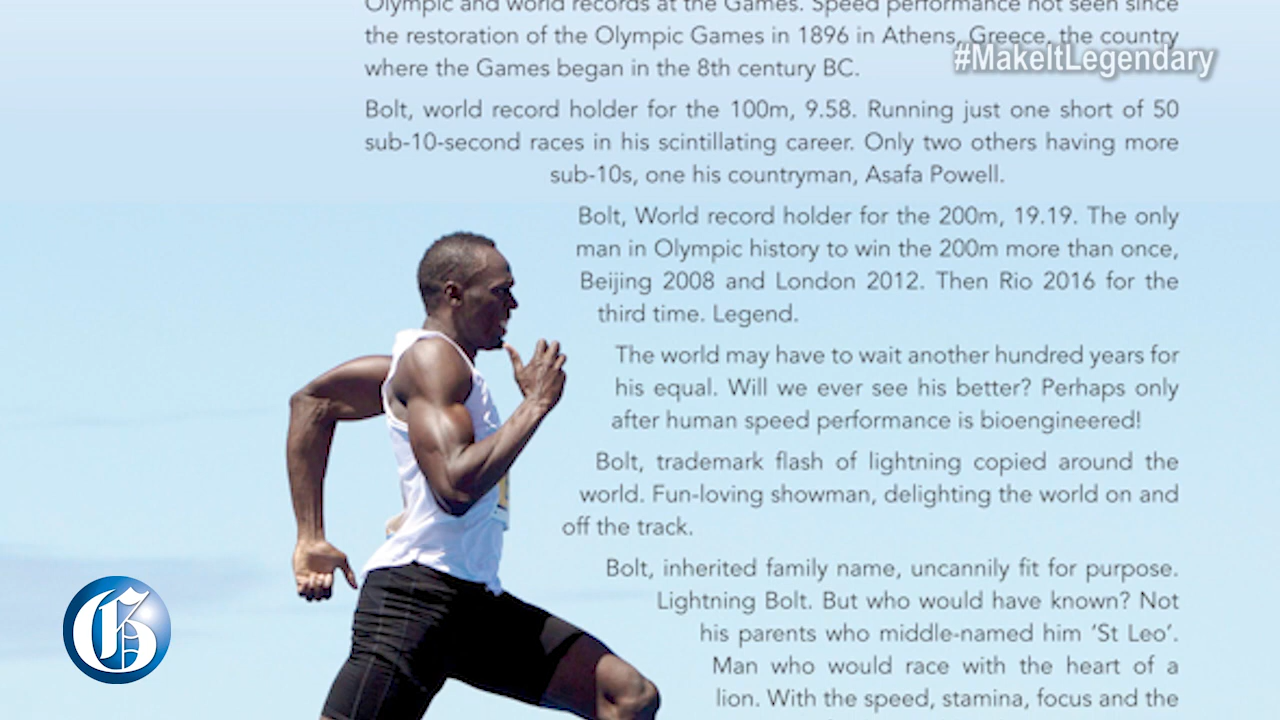 Olympic and world records at the Games. Speed performance not seen since
the restoration of the Olympic Games in 1896 in Athens, Greece, the country
where the Games began in the 8th century BC.
#MakeItLegendary
Bolt, world record holder for the 100m, 9.58. Running just one short of 50
sub-10-second races in his scintillating career. Only two others having more
sub-10s, one his countryman, Asafa Powell.
Bolt, World record holder for the 200m, 19.19. The only
man in Olympic history to win the 200m more than once,
Beijing 2008 and London 2012. Then Rio 2016 for the
third time. Legend.
The world may have to wait another hundred years for
his equal. Will we ever see his better? Perhaps only
after human speed performance is bioengineered!
Bolt, trademark flash of lightning copied around the
world. Fun-loving showman, delighting the world on and
off the track.
Bolt, inherited family name, uncannily fit for purpose.
Lightning Bolt. But who would have known? Not
his parents who middle-named him ‘St Leo’.
Man who would race with the heart of a
lion. With the speed, stamina, focus and the
G